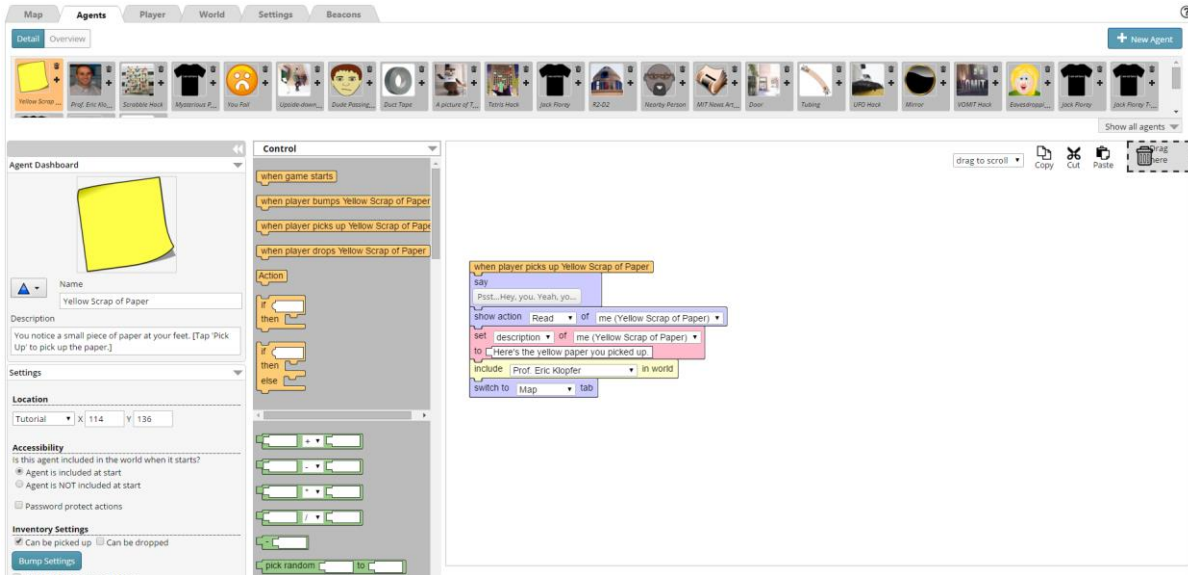 Map Agents Player World Settings Beacons
Detail Overview
+ New Agent
Yellow Scrap ... Prof. Eric Klo... Scrabble Hack Mysterious P... You Fail Upside-down... Dude Passing... Duct Tape A picture of T... Tetris Hack Jack Florey R2-D2 Nearby Person MIT News Art... Door Tubing UFO Hack Mirror VOMIT Hack Eavesdroppi... Jack Florey Jack Florey T...
Show all agents
Agent Dashboard
Name
Yellow Scrap of Paper
Description
You notice a small piece of paper at your feet. [Tap 'Pick
Up' to pick up the paper.]
Settings
Location
Tutorial X 114 Y 136
Accessibility
Is this agent included in the world when it starts?
Agent is included at start
Agent is NOT included at start
Password protect actions
Inventory Settings
Can be picked up Can be dropped
Bump Settings
Control
when game starts
when player bumps Yellow Scrap of Paper
when player picks up Yellow Scrap of Pape
when player drops Yellow Scrap of Paper
Action
if
then
if
then
else
+
-
*
/
-
pick random to
drag to scroll Copy Cut Paste Drag here
when player picks up Yellow Scrap of Paper
say
Psst...Hey, you. Yeah, yo...
show action Read of me (Yellow Scrap of Paper)
set description of me (Yellow Scrap of Paper)
to Here's the yellow paper you picked up.
include Prof. Eric Klopfer in world
switch to Map tab